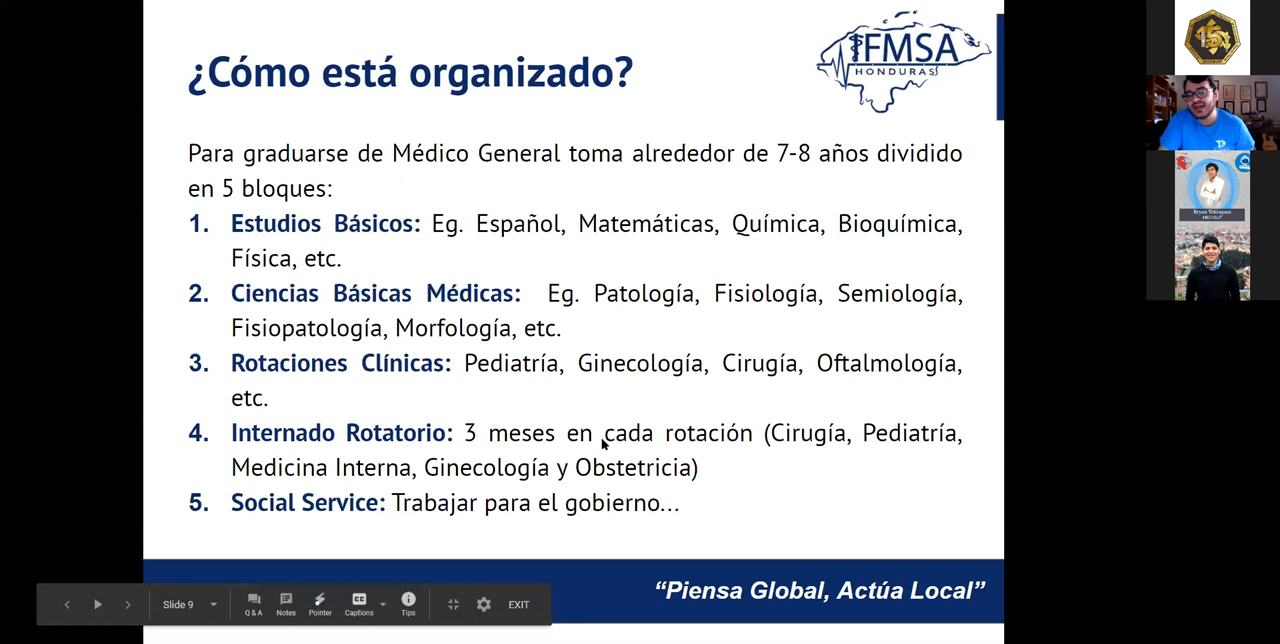 ¿Cómo está organizado?
IFMSA
HONDURAS
Para graduarse de Médico General toma alrededor de 7-8 años dividido
en 5 bloques:
1. Estudios Básicos: Eg. Español, Matemáticas, Química, Bioquímica,
Física, etc.
2. Ciencias Básicas Médicas: Eg. Patología, Fisiología, Semiología,
Fisiopatología, Morfología, etc.
3. Rotaciones Clínicas: Pediatría, Ginecología, Cirugía, Oftalmología,
etc.
4. Internado Rotatorio: 3 meses en cada rotación (Cirugía, Pediatría,
Medicina Interna, Ginecología y Obstetricia)
5. Social Service: Trabajar para el gobierno...
“Piensa Global, Actúa Local”
Slide 9
Q & A
Notes
Pointer
Captions
Tips
EXIT
15